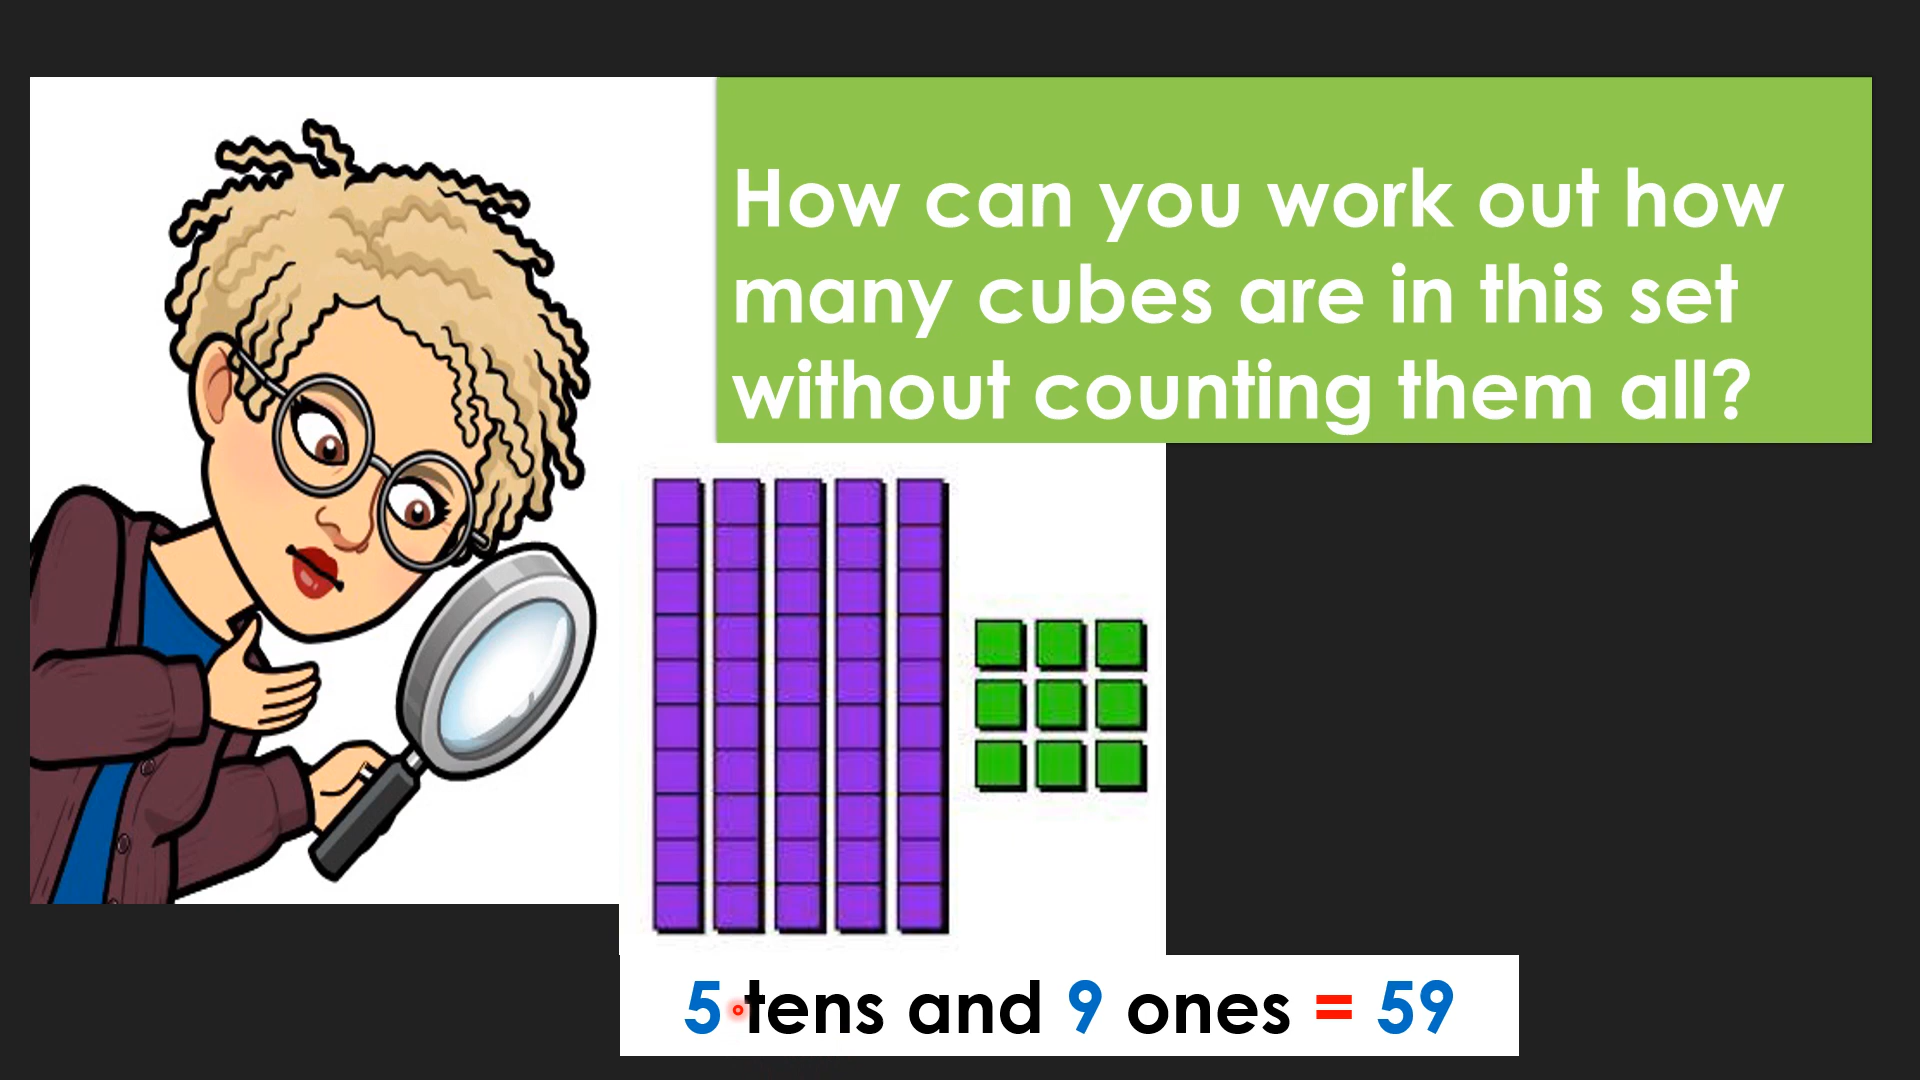 How can you work out how
many cubes are in this set
without counting them all?
5 tens and 9 ones = 59